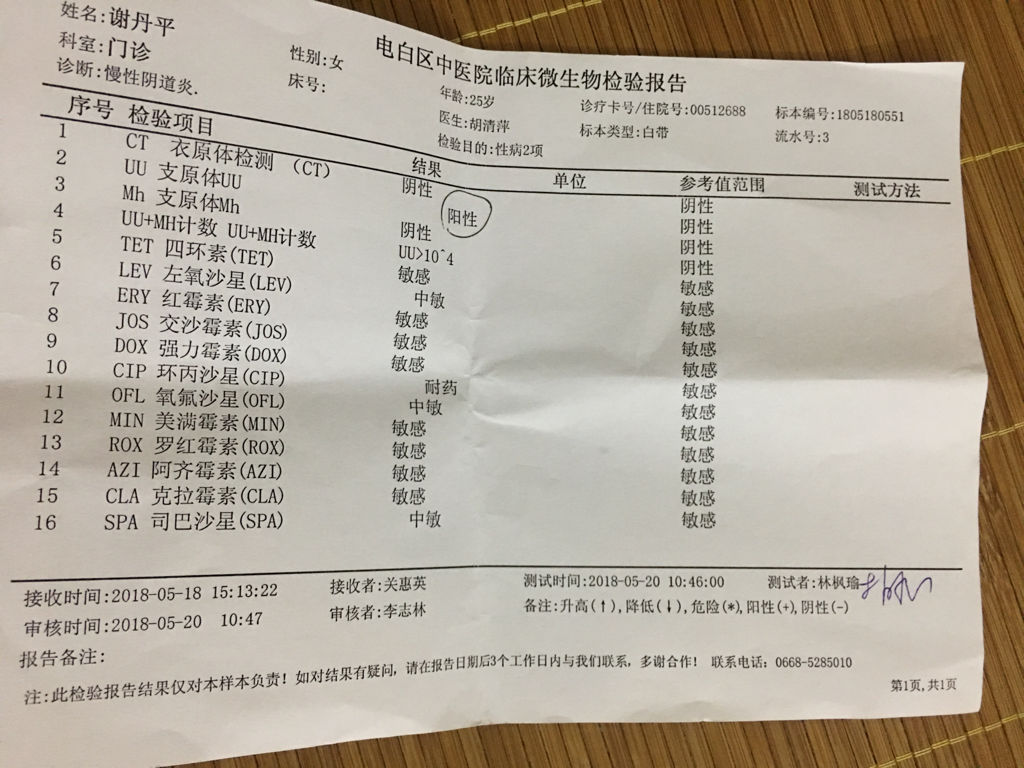 姓名:谢丹平
电白区中医院临床微生物检验报告
科室:门诊 性别:女 年龄:25岁 诊疗卡号/住院号:00512688 标本编号:1805180551
诊断:慢性阴道炎. 床号: 医生:胡清萍 标本类型:白带 流水号:3
检验目的:性病2项
序号 检验项目 结果 单位 参考值范围 测试方法
1 CT 衣原体检测 (CT) 阴性 阴性
2 UU 支原体UU 阳性 阴性
3 Mh 支原体Mh 阴性 阴性
4 UU+MH计数 UU+MH计数 UU>10^4 阴性
5 TET 四环素(TET) 敏感 敏感
6 LEV 左氧沙星(LEV) 中敏 敏感
7 ERY 红霉素(ERY) 敏感 敏感
8 JOS 交沙霉素(JOS) 敏感 敏感
9 DOX 强力霉素(DOX) 敏感 敏感
10 CIP 环丙沙星(CIP) 耐药 敏感
11 OFL 氧氟沙星(OFL) 中敏 敏感
12 MIN 美满霉素(MIN) 敏感 敏感
13 ROX 罗红霉素(ROX) 敏感 敏感
14 AZI 阿齐霉素(AZI) 敏感 敏感
15 CLA 克拉霉素(CLA) 敏感 敏感
16 SPA 司巴沙星(SPA) 中敏 敏感
接收时间:2018-05-18 15:13:22 接收者:关惠英 测试时间:2018-05-20 10:46:00 测试者:林枫瑜
审核时间:2018-05-20 10:47 审核者:李志林 备注:升高(↑),降低(↓),危险(*),阳性(+),阴性(-)
报告备注:
注:此检验报告结果仅对本样本负责！如对结果有疑问，请在报告日期后3个工作日内与我们联系，多谢合作！ 联系电话：0668-5285010
第1页,共1页